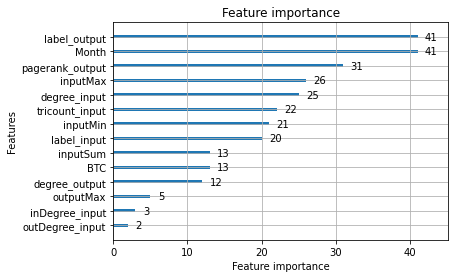 Feature importance
label_output 41
Month 41
pagerank_output 31
inputMax 26
degree_input 25
tricount_input 22
inputMin 21
label_input 20
inputSum 13
BTC 13
degree_output 12
outputMax 5
inDegree_input 3
outDegree_input 2
Features
0 10 20 30 40
Feature importance